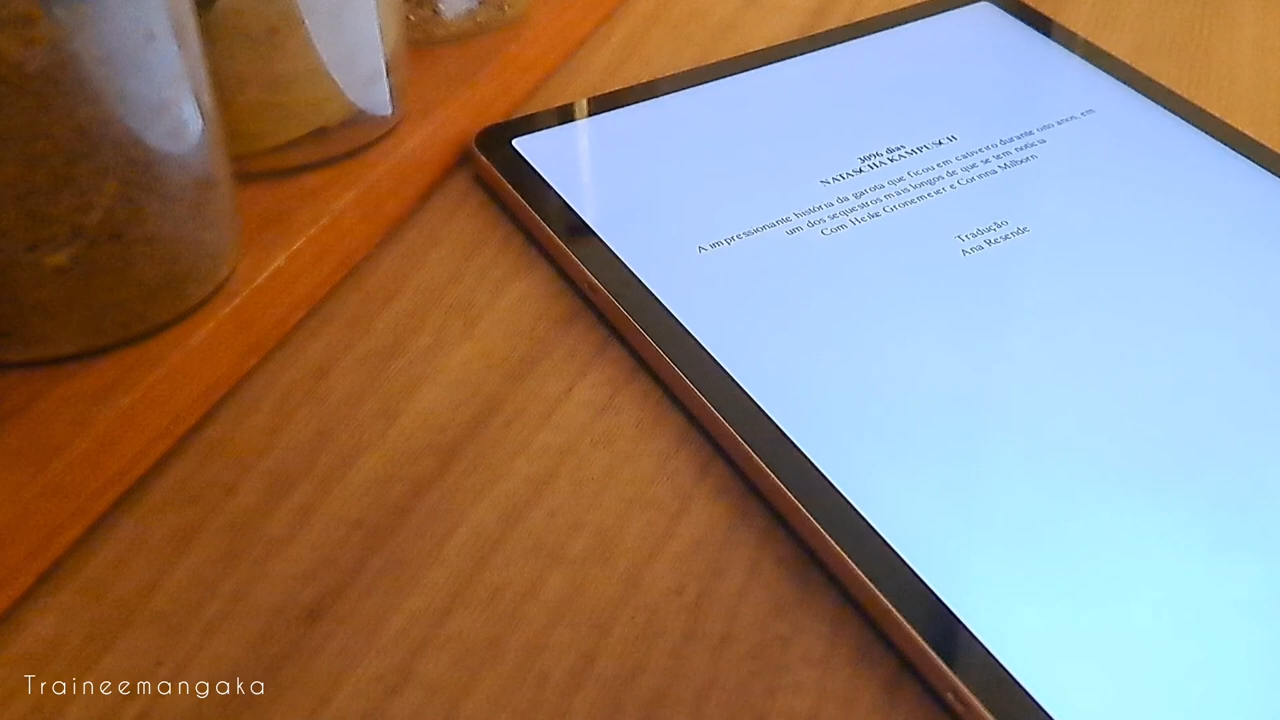 3096 dias
NATASCHA KAMPUSCH
A impressionante história da garota que ficou em cativeiro durante oito anos, em
um dos sequestros mais longos de que se tem notícia
Com Heike Gronemeier e Corinna Milborn
Tradução
Ana Resende
Traineemangaka